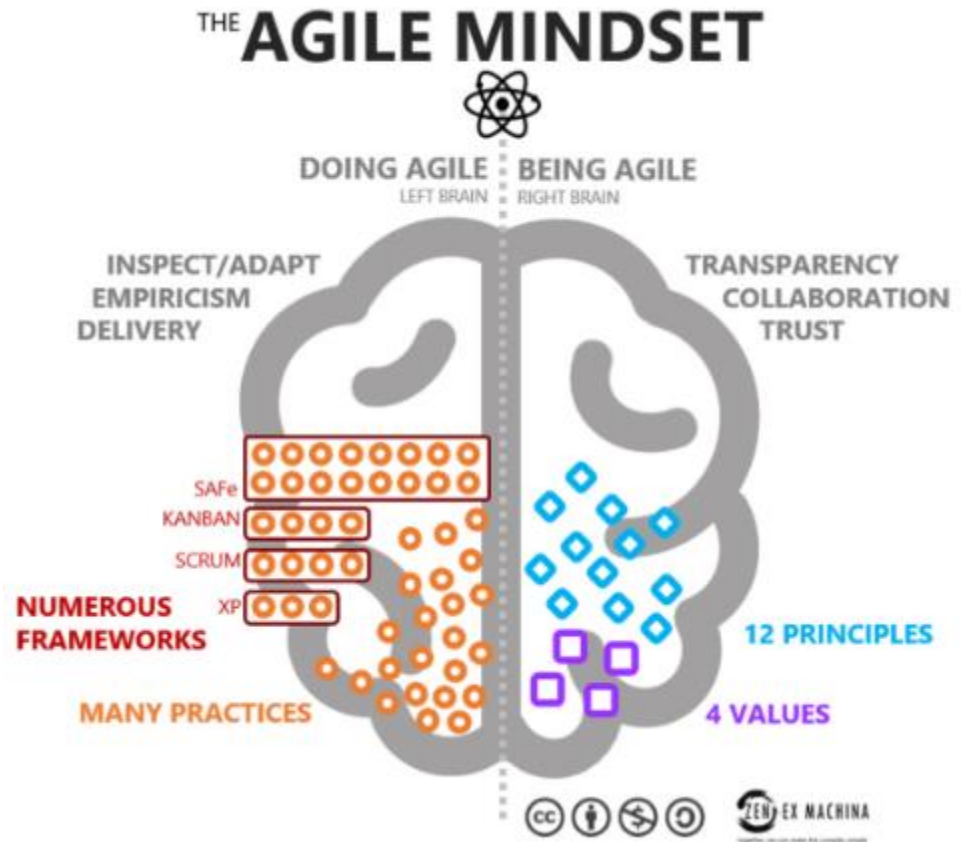 THE AGILE MINDSET
DOING AGILE
LEFT BRAIN
BEING AGILE
RIGHT BRAIN
INSPECT/ADAPT
EMPIRICISM
DELIVERY
TRANSPARENCY
COLLABORATION
TRUST
SAFe
KANBAN
SCRUM
XP
NUMEROUS
FRAMEWORKS
MANY PRACTICES
12 PRINCIPLES
4 VALUES
cc
ZEN EX MACHINA